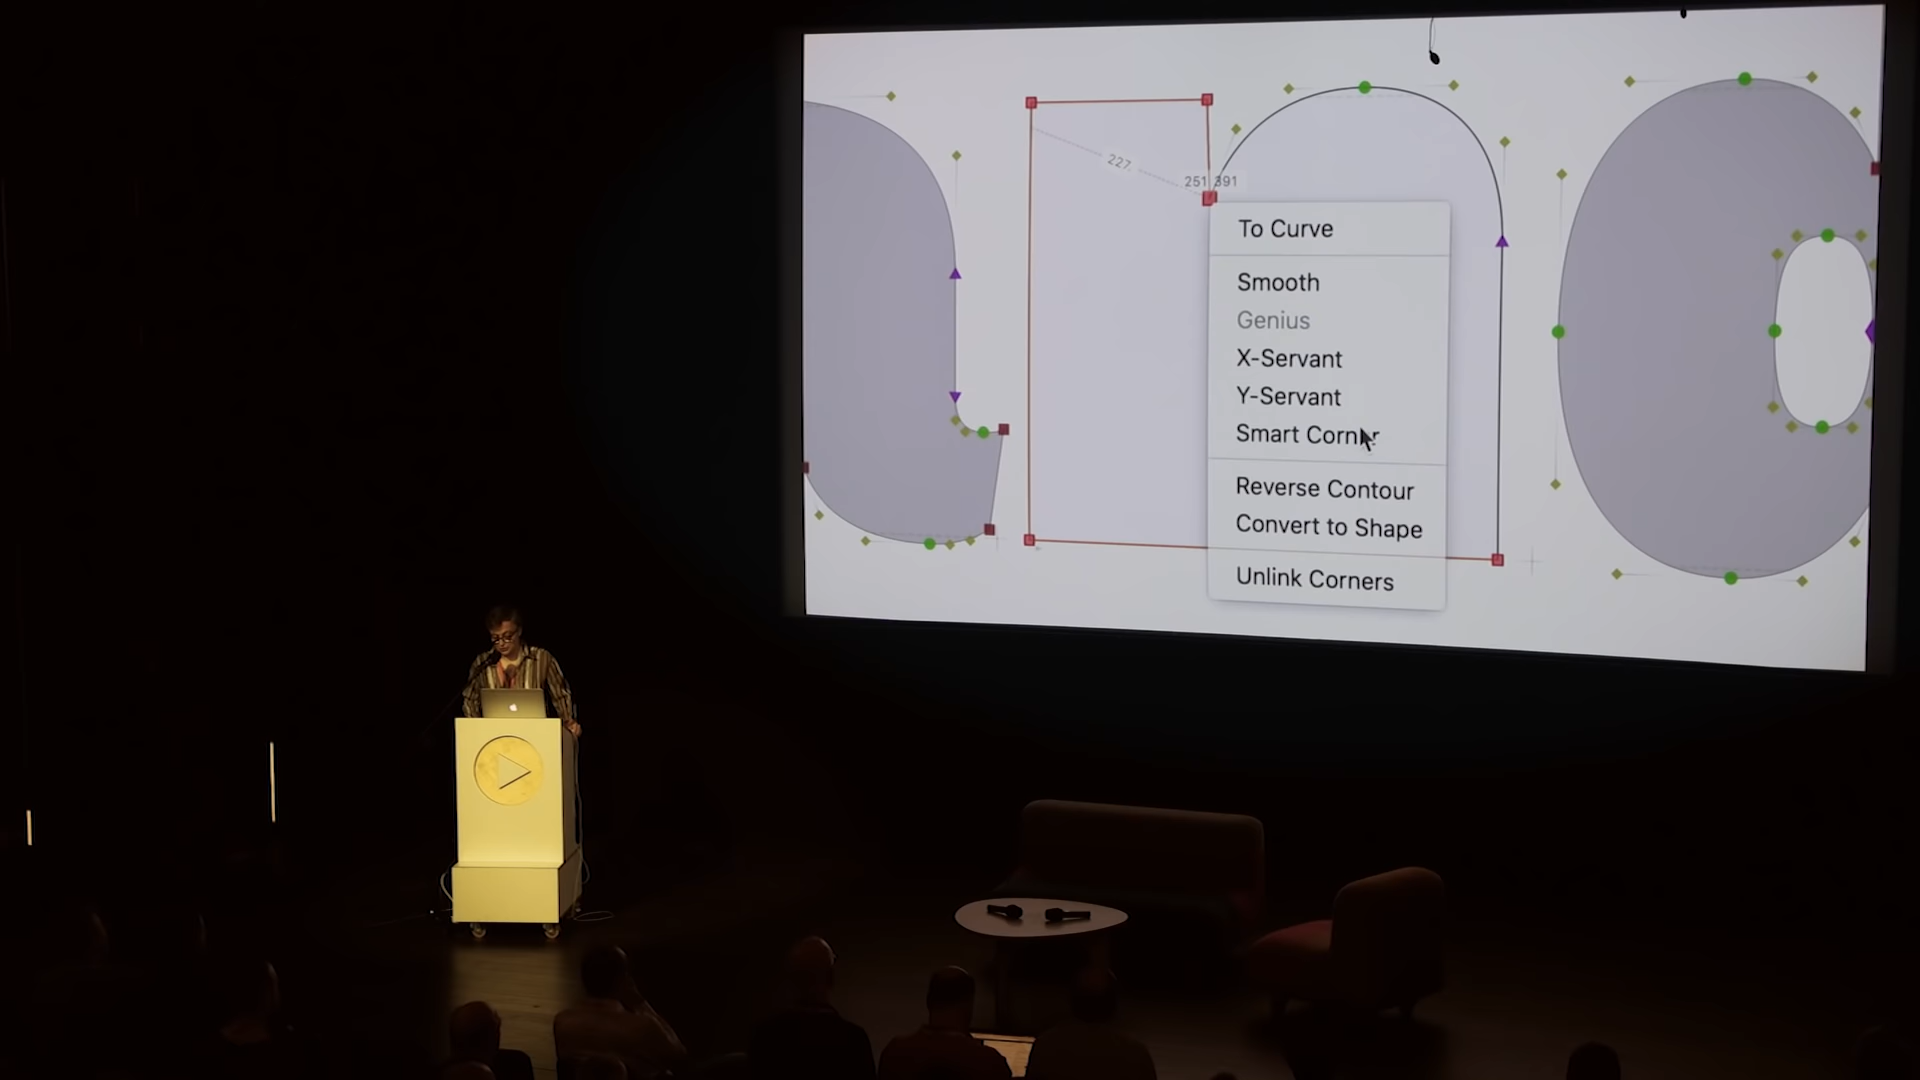 227
251 391
To Curve
Smooth
Genius
X-Servant
Y-Servant
Smart Corner
Reverse Contour
Convert to Shape
Unlink Corners